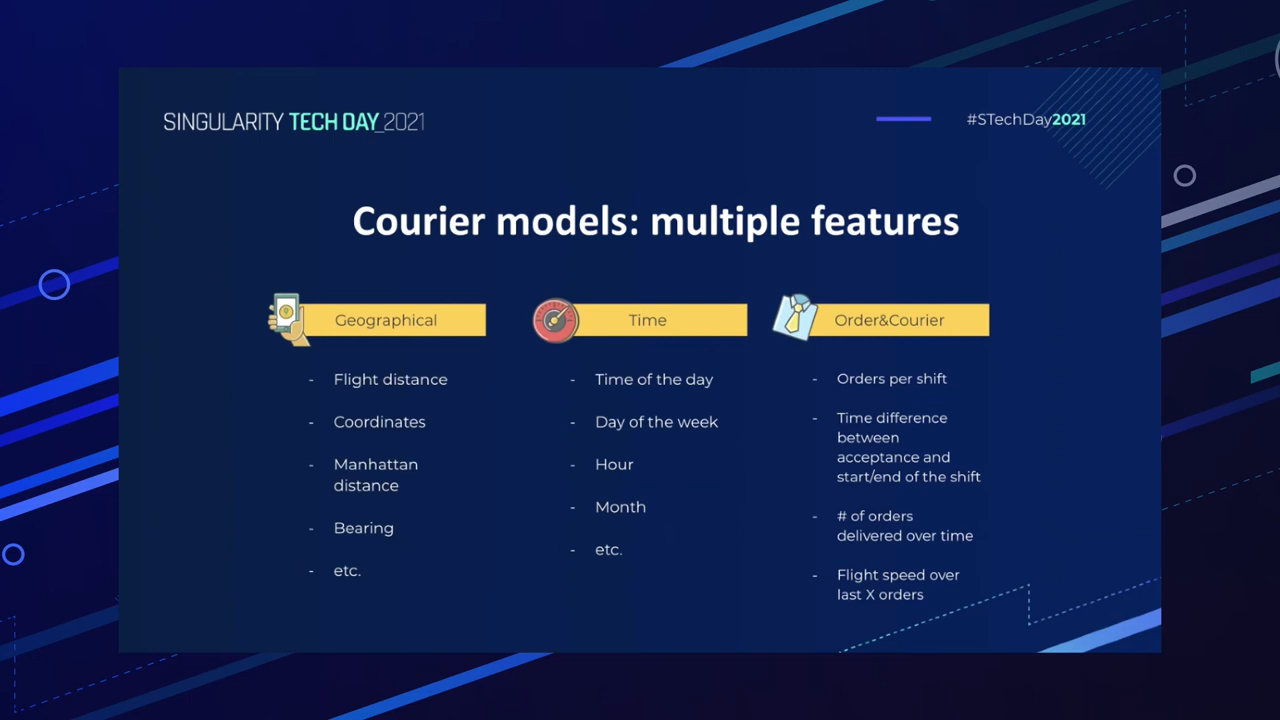 SINGULARITY TECH DAY_2021
#STechDay2021
Courier models: multiple features
Geographical
- Flight distance
- Coordinates
- Manhattan
distance
- Bearing
- etc.
Time
- Time of the day
- Day of the week
- Hour
- Month
- etc.
Order&Courier
- Orders per shift
- Time difference
between
acceptance and
start/end of the shift
- # of orders
delivered over time
- Flight speed over
last X orders